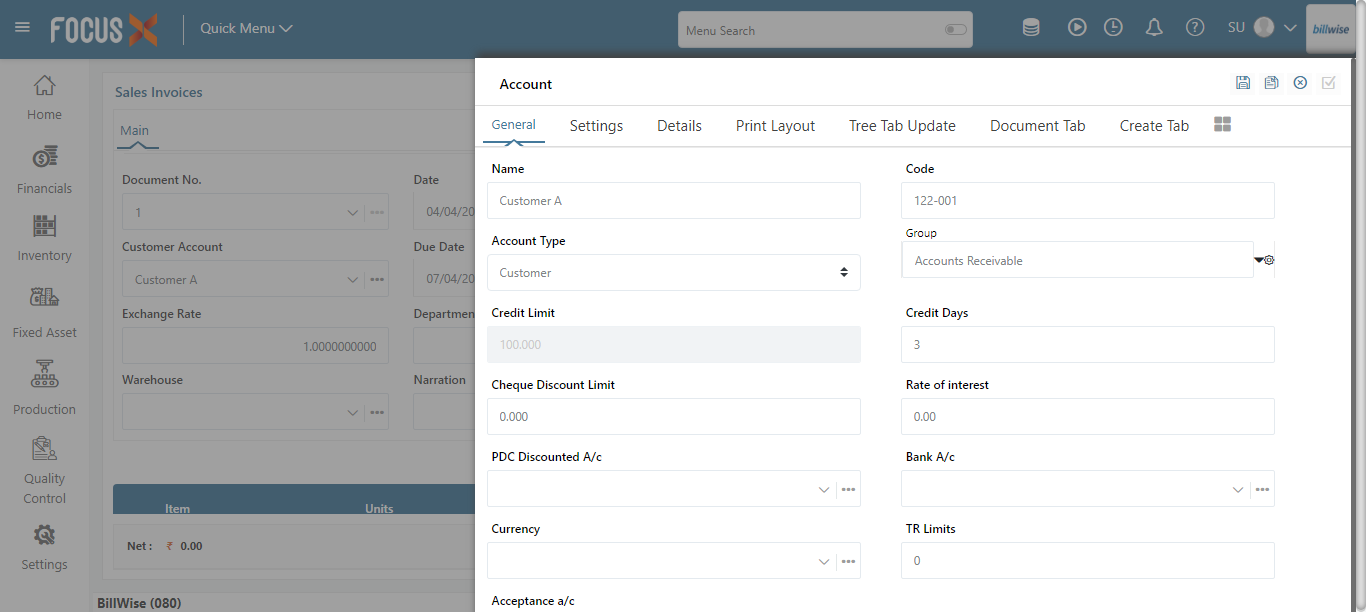 FOCUS X
Quick Menu
Menu Search
SU
billwise
Home
Financials
Inventory
Fixed Asset
Production
Quality
Control
Settings
Sales Invoices
Main
Document No.
Date
1
04/04/20
Customer Account
Due Date
Customer A
07/04/20
Exchange Rate
Departmen
1.0000000000
Warehouse
Narration
Item
Units
Net : ₹ 0.00
BillWise (080)
Account
General
Settings
Details
Print Layout
Tree Tab Update
Document Tab
Create Tab
Name
Code
Customer A
122-001
Account Type
Group
Customer
Accounts Receivable
Credit Limit
Credit Days
100.000
3
Cheque Discount Limit
Rate of interest
0.000
0.00
PDC Discounted A/c
Bank A/c
Currency
TR Limits
0
Acceptance a/c